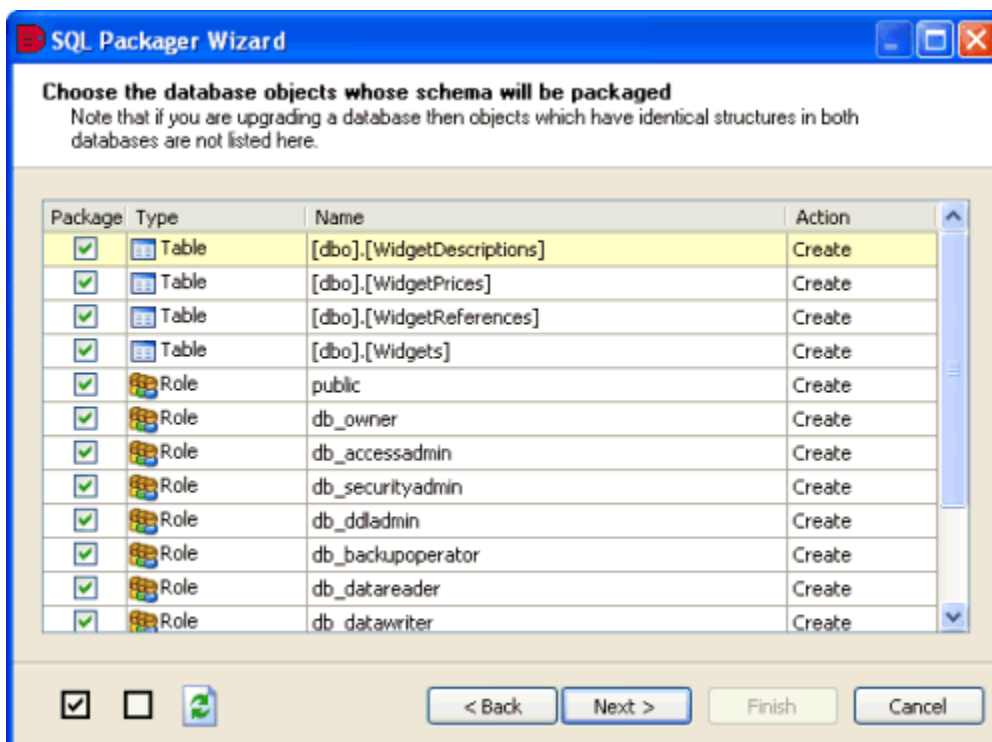 SQL Packager Wizard
Choose the database objects whose schema will be packaged
Note that if you are upgrading a database then objects which have identical structures in both
databases are not listed here.
Package Type Name Action
Table [dbo].[WidgetDescriptions] Create
Table [dbo].[WidgetPrices] Create
Table [dbo].[WidgetReferences] Create
Table [dbo].[Widgets] Create
Role public Create
Role db_owner Create
Role db_accessadmin Create
Role db_securityadmin Create
Role db_ddladmin Create
Role db_backupoperator Create
Role db_datareader Create
Role db_datawriter Create
< Back Next > Finish Cancel